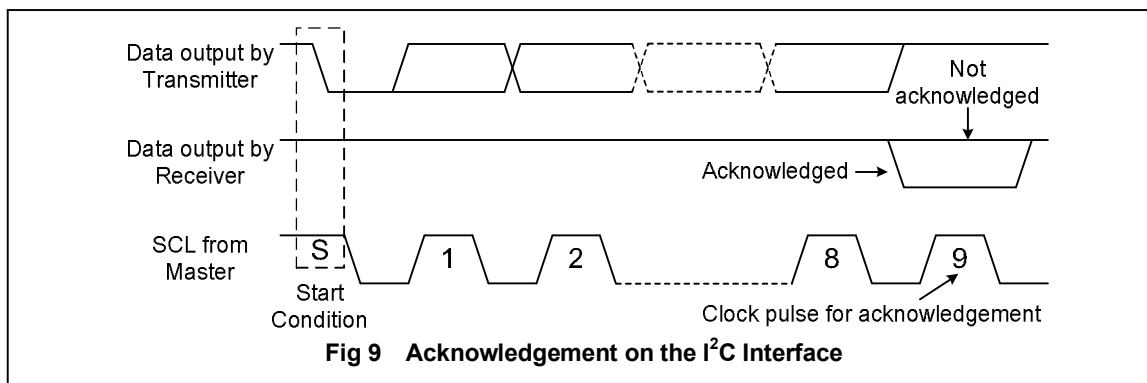 Data output by
Transmitter
Not
acknowledged
Data output by
Receiver
Acknowledged
SCL from
Master
S
1
2
8
9
Start
Condition
Clock pulse for acknowledgement
Fig 9 Acknowledgement on the I²C Interface